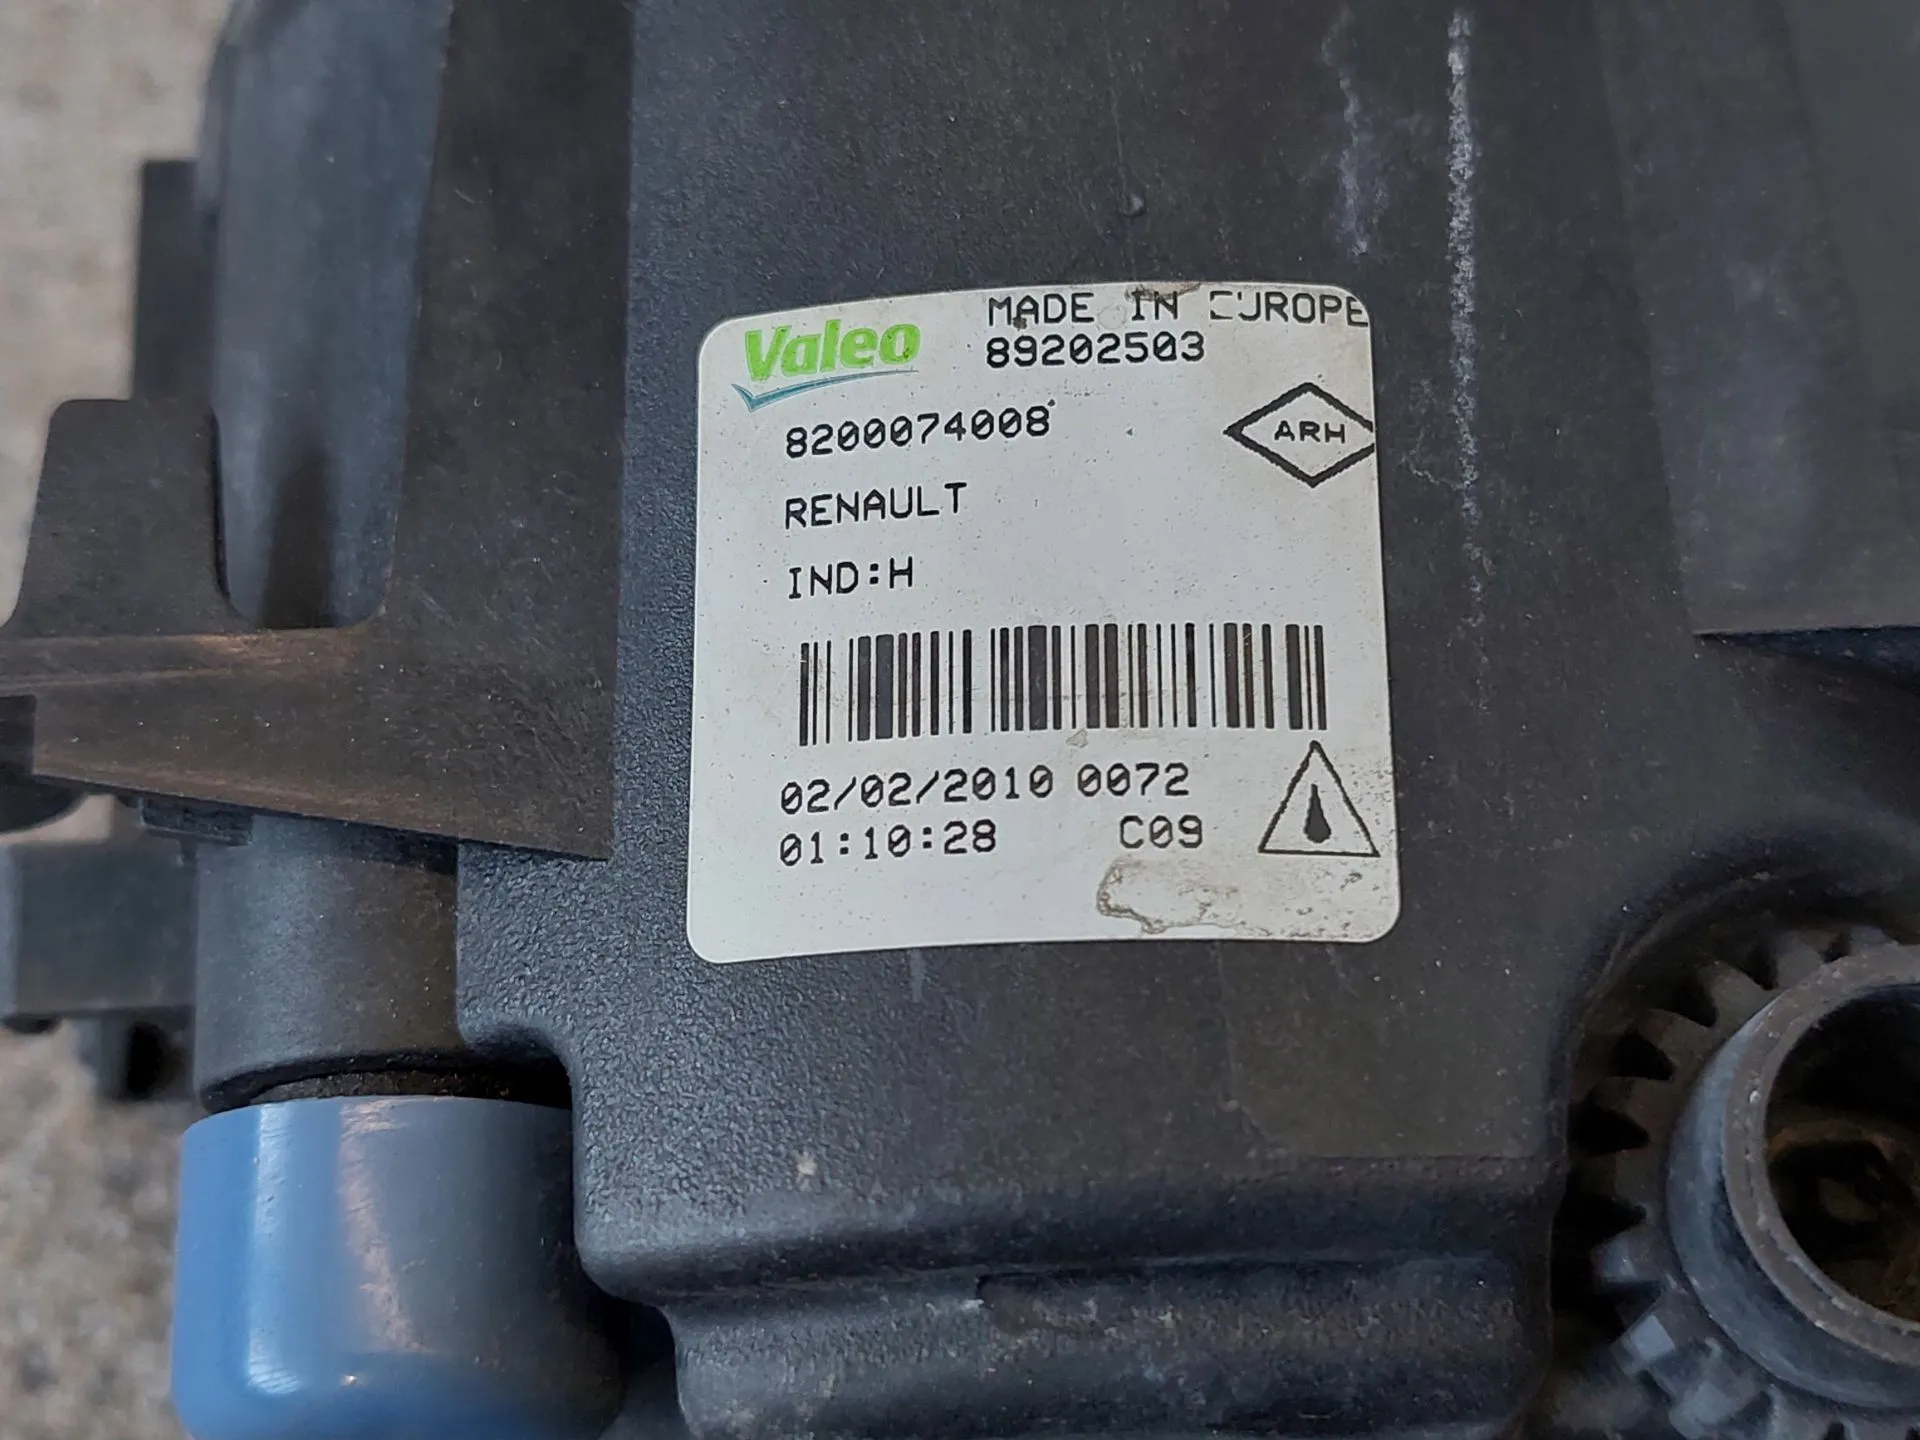 Valeo
MADE IN EUROPE
89202503
8200074008
ARH
RENAULT
IND:H
02/02/2010 0072
01:10:28 C09